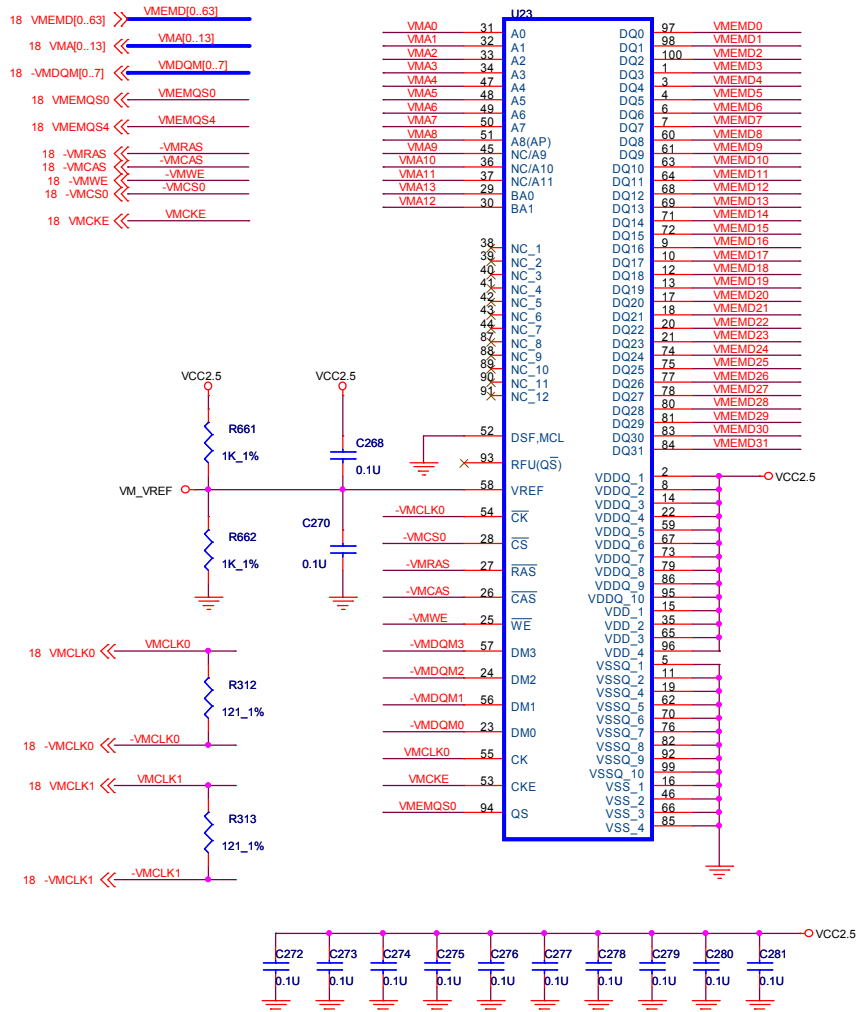 18 VMEMD[0..63] VMEMD[0..63]
18 VMA[0..13] VMA[0..13]
18 -VMDQM[0..7] VMDQM[0..7]
18 VMEMQS0 VMEMQS0
18 VMEMQS4 VMEMQS4
18 -VMRAS -VMRAS
18 -VMCAS -VMCAS
18 -VMWE -VMWE
18 -VMCS0 -VMCS0
18 VMCKE VMCKE
U23
VMA0 31 A0
VMA1 32 A1
VMA2 33 A2
VMA3 34 A3
VMA4 47 A4
VMA5 48 A5
VMA6 49 A6
VMA7 50 A7
VMA8 51 A8(AP)
VMA9 45 NC/A9
VMA10 36 NC/A10
VMA11 37 NC/A11
VMA13 29 BA0
VMA12 30 BA1
38 NC_1
39 NC_2
40 NC_3
41 NC_4
42 NC_5
43 NC_6
44 NC_7
87 NC_8
88 NC_9
89 NC_10
90 NC_11
91 NC_12
52 DSF,MCL
93 RFU(QS)
58 VREF
-VMCLK0 54 CK
-VMCS0 28 CS
-VMRAS 27 RAS
-VMCAS 26 CAS
-VMWE 25 WE
-VMDQM3 57 DM3
-VMDQM2 24 DM2
-VMDQM1 56 DM1
-VMDQM0 23 DM0
VMCLK0 55 CK
VMCKE 53 CKE
VMEMQS0 94 QS
DQ0 97 VMEMD0
DQ1 98 VMEMD1
DQ2 100 VMEMD2
DQ3 1 VMEMD3
DQ4 3 VMEMD4
DQ5 4 VMEMD5
DQ6 6 VMEMD6
DQ7 7 VMEMD7
DQ8 60 VMEMD8
DQ9 61 VMEMD9
DQ10 63 VMEMD10
DQ11 64 VMEMD11
DQ12 68 VMEMD12
DQ13 69 VMEMD13
DQ14 71 VMEMD14
DQ15 72 VMEMD15
DQ16 9 VMEMD16
DQ17 10 VMEMD17
DQ18 12 VMEMD18
DQ19 13 VMEMD19
DQ20 17 VMEMD20
DQ21 18 VMEMD21
DQ22 20 VMEMD22
DQ23 21 VMEMD23
DQ24 74 VMEMD24
DQ25 75 VMEMD25
DQ26 77 VMEMD26
DQ27 78 VMEMD27
DQ28 80 VMEMD28
DQ29 81 VMEMD29
DQ30 83 VMEMD30
DQ31 84 VMEMD31
VDDQ_1 2 VCC2.5
VDDQ_2 8
VDDQ_3 14
VDDQ_4 22
VDDQ_5 59
VDDQ_6 67
VDDQ_7 73
VDDQ_8 79
VDDQ_9 86
VDDQ_10 95
VDD_1 15
VDD_2 35
VDD_3 65
VDD_4 96
VSSQ_1 5
VSSQ_2 11
VSSQ_4 19
VSSQ_5 62
VSSQ_6 70
VSSQ_7 76
VSSQ_8 82
VSSQ_9 92
VSSQ_10 99
VSS_1 16
VSS_2 46
VSS_3 66
VSS_4 85
VCC2.5 VCC2.5
R661
1K_1%
C268
0.1U
VM_VREF
R662
1K_1%
C270
0.1U
18 VMCLK0 VMCLK0
R312
121_1%
18 -VMCLK0 -VMCLK0
18 VMCLK1 VMCLK1
R313
121_1%
18 -VMCLK1 -VMCLK1
VCC2.5
C272 C273 C274 C275 C276 C277 C278 C279 C280 C281
0.1U 0.1U 0.1U 0.1U 0.1U 0.1U 0.1U 0.1U 0.1U 0.1U